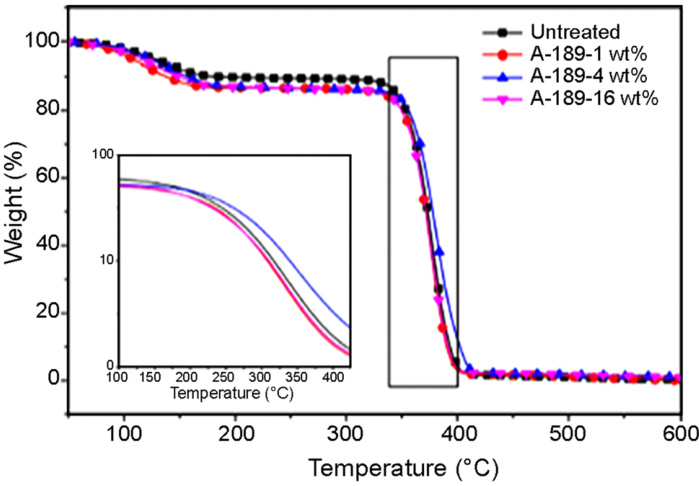 Untreated
A-189-1 wt%
A-189-4 wt%
A-189-16 wt%
Weight (%)
100
80
60
40
20
0
100
10
0
100 150 200 250 300 350 400
Temperature (°C)
100 200 300 400 500 600
Temperature (°C)